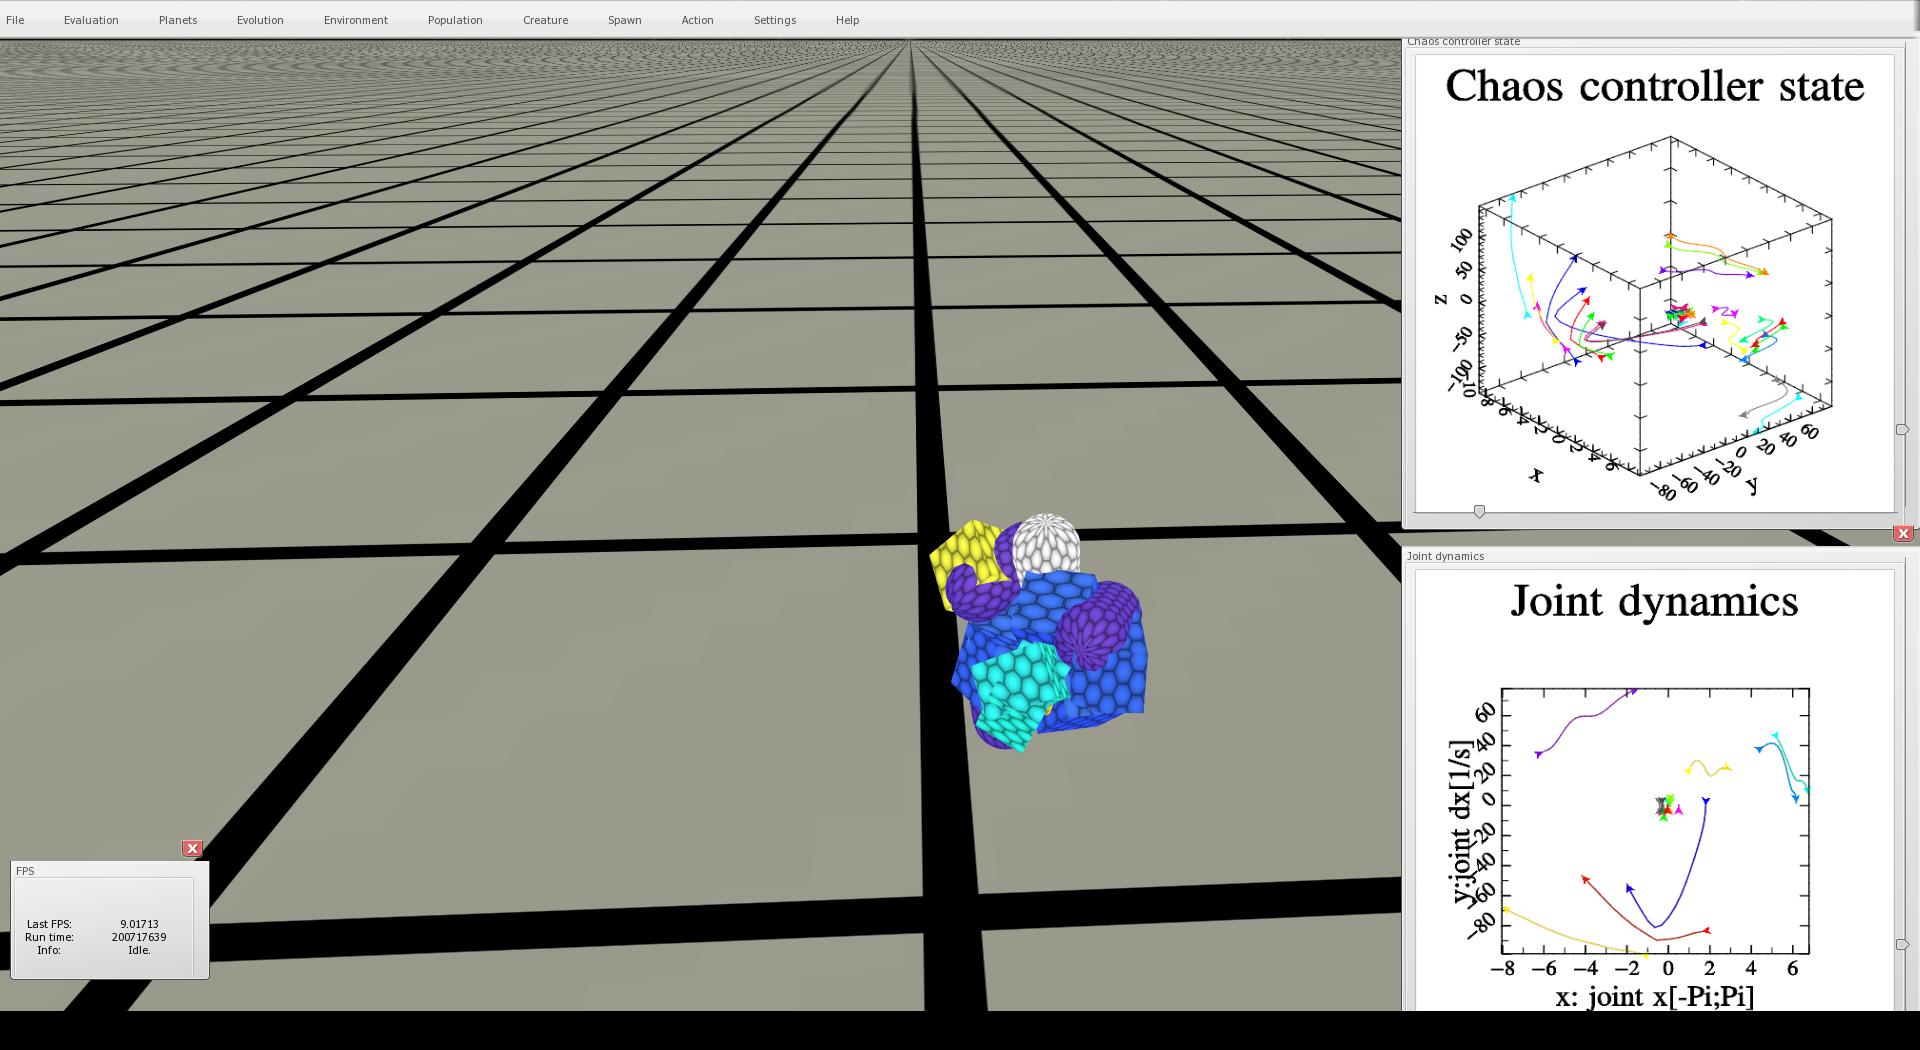 File Evaluation Planets Evolution Environment Population Creature Spawn Action Settings Help
Chaos controller state
Chaos controller state
100
50
0
-50
-100
z
10 8 6 4 2 0 2 4 6
x
-80 -60 -40 -20 0 20 40 60
y
Joint dynamics
Joint dynamics
60
40
20
0
-20
-40
-60
-80
y:joint dx[1/s]
-8 -6 -4 -2 0 2 4 6
x: joint x[-Pi;Pi]
FPS
Last FPS: 9.01713
Run time: 200717639
Info: Idle.